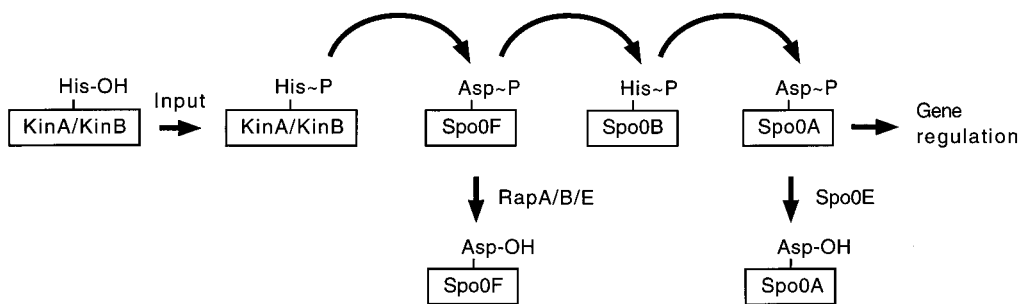 His-OH
KinA/KinB
Input
His~P
KinA/KinB
Asp~P
Spo0F
His~P
Spo0B
Asp~P
Spo0A
Gene
regulation
RapA/B/E
Spo0E
Asp-OH
Spo0F
Asp-OH
Spo0A